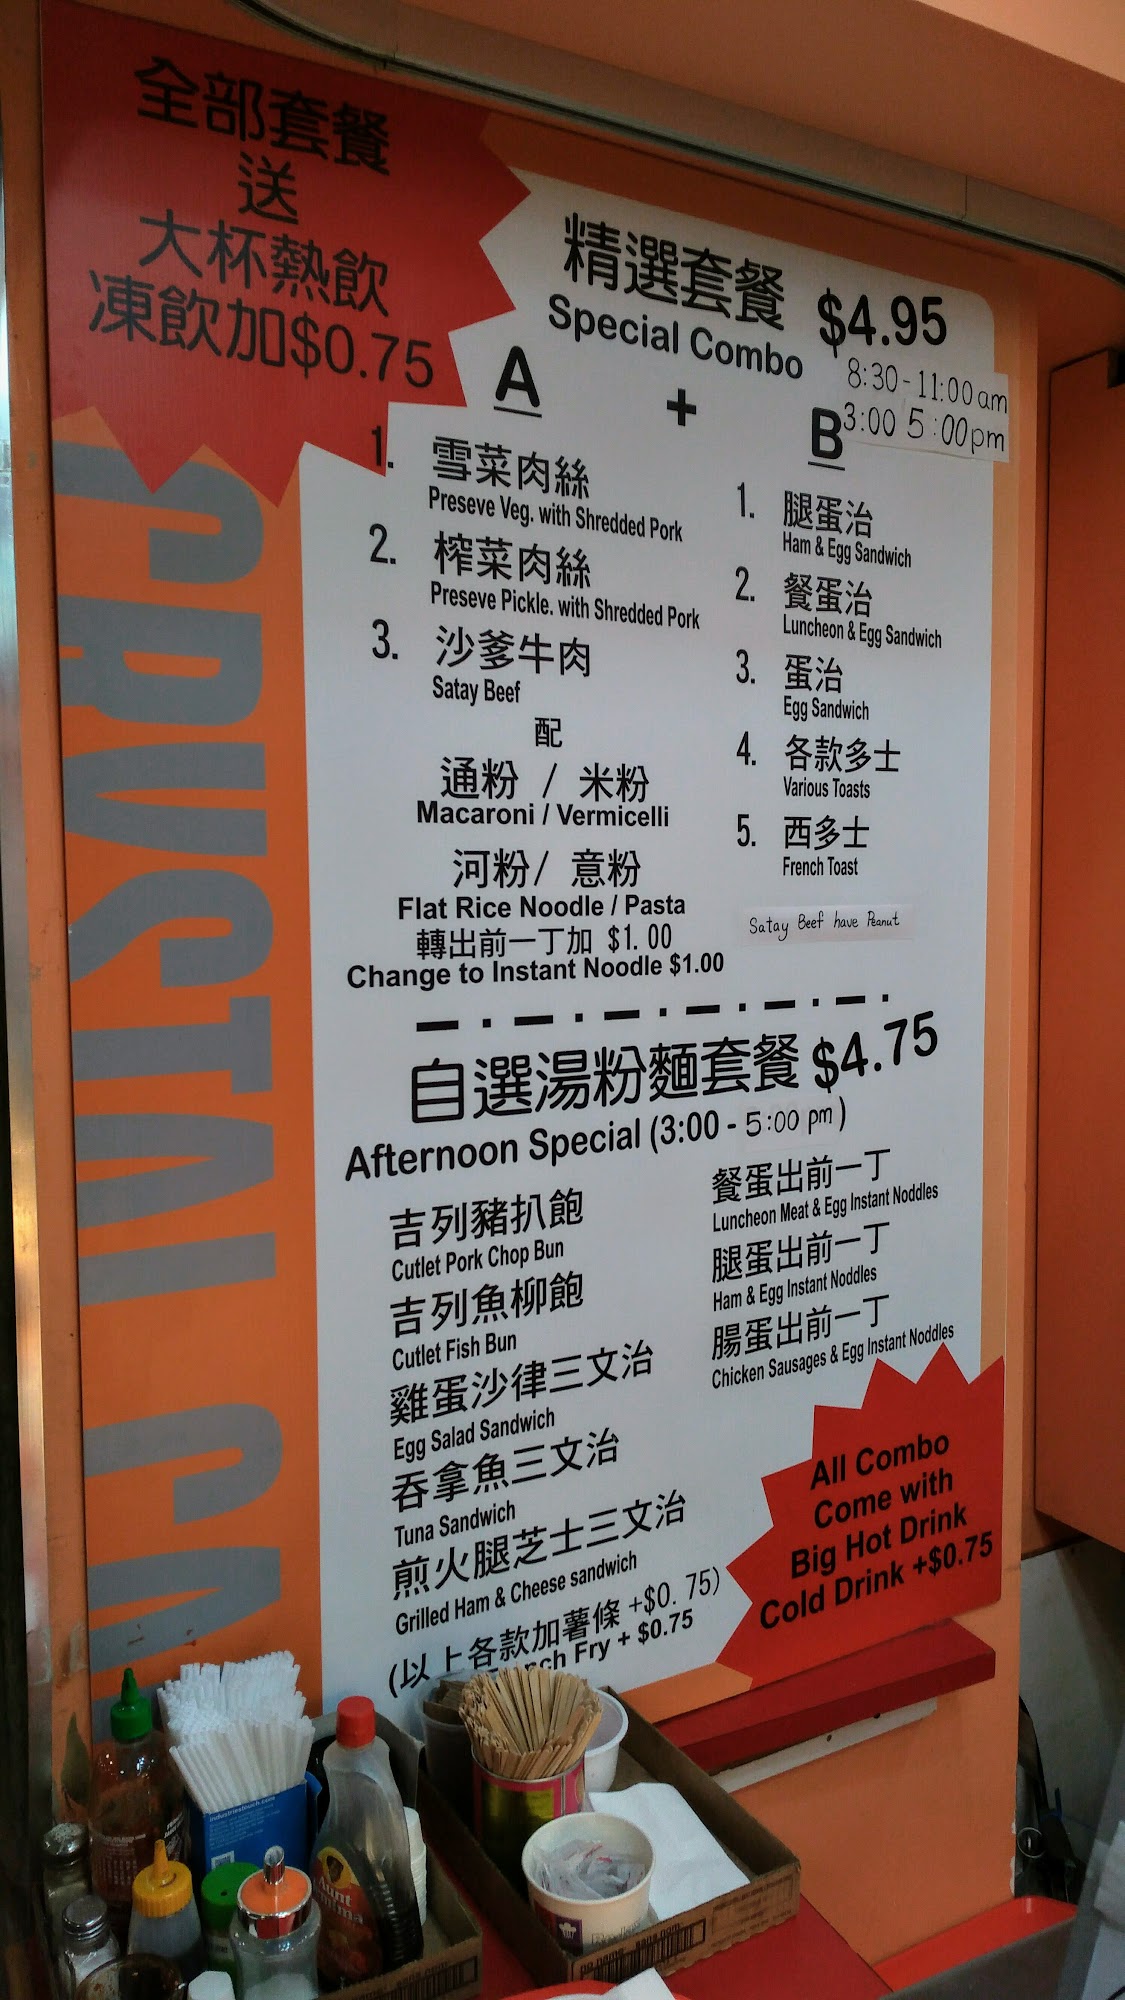 全部套餐
送
大杯熱飲
凍飲加$0.75
精選套餐 $4.95
Special Combo
8:30-11:00am
3:00 5:00pm
A + B
1. 雪菜肉絲
Preseve Veg. with Shredded Pork
2. 榨菜肉絲
Preseve Pickle. with Shredded Pork
3. 沙爹牛肉
Satay Beef
配
通粉 / 米粉
Macaroni / Vermicelli
河粉/ 意粉
Flat Rice Noodle / Pasta
轉出前一丁加 $1.00
Change to Instant Noodle $1.00
1. 腿蛋治
Ham & Egg Sandwich
2. 餐蛋治
Luncheon & Egg Sandwich
3. 蛋治
Egg Sandwich
4. 各款多士
Various Toasts
5. 西多士
French Toast
Satay Beef have Peanut
自選湯粉麵套餐 $4.75
Afternoon Special (3:00 - 5:00 pm)
吉列豬扒飽
Cutlet Pork Chop Bun
吉列魚柳飽
Cutlet Fish Bun
雞蛋沙律三文治
Egg Salad Sandwich
吞拿魚三文治
Tuna Sandwich
煎火腿芝士三文治
Grilled Ham & Cheese sandwich
(以上各款加薯條 +$0.75)
Fry + $0.75
餐蛋出前一丁
Luncheon Meat & Egg Instant Noddles
腿蛋出前一丁
Ham & Egg Instant Noddles
腸蛋出前一丁
Chicken Sausages & Egg Instant Noddles
All Combo
Come with
Big Hot Drink
Cold Drink +$0.75
CRYSTAL CA